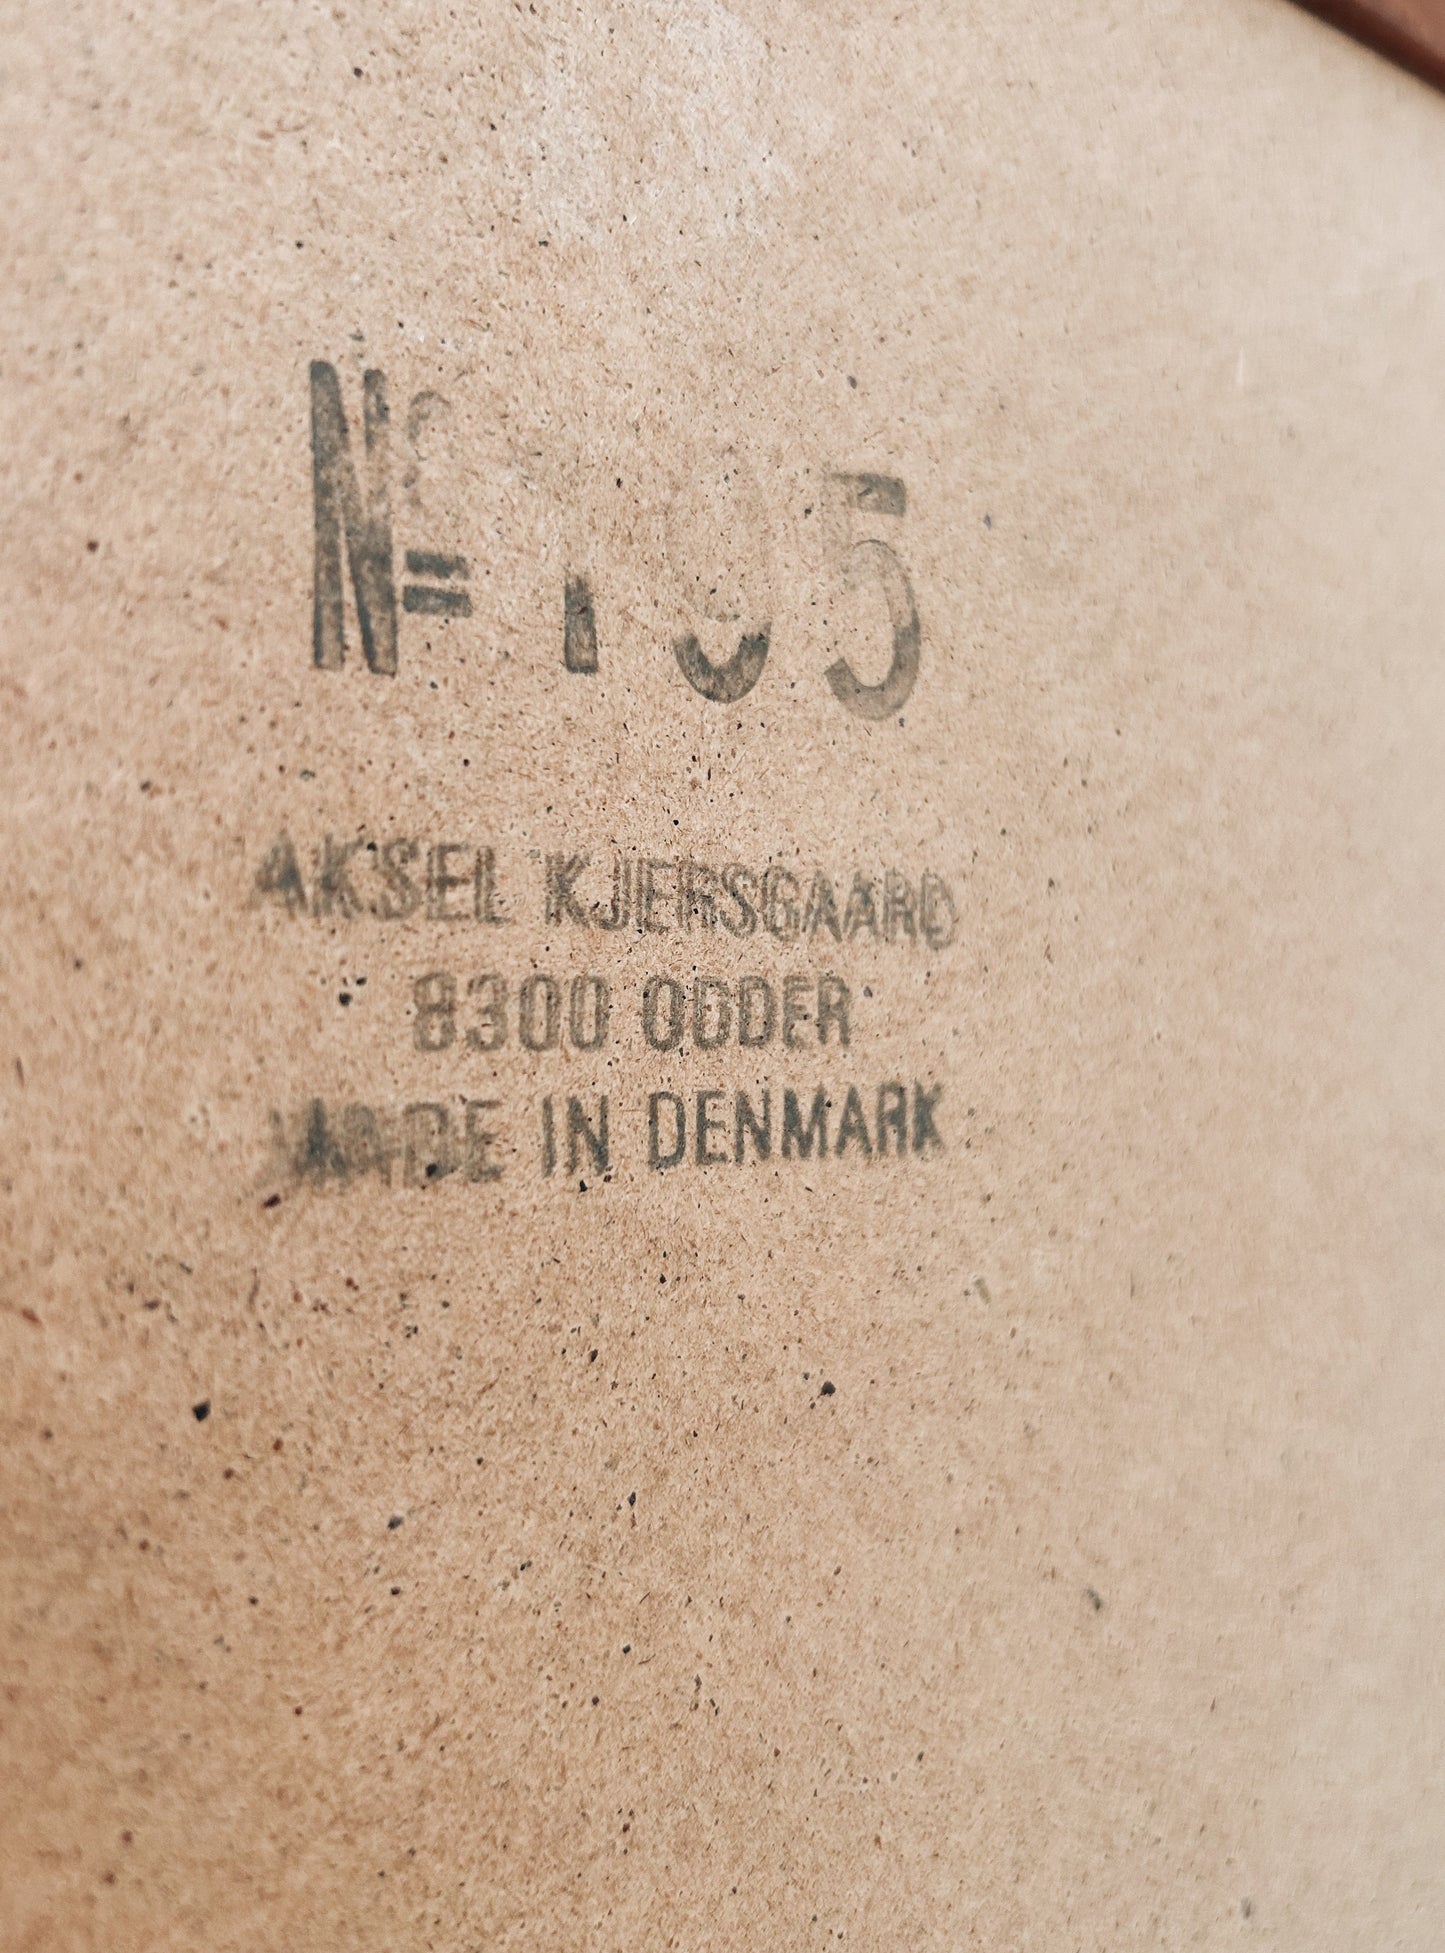 № 105
AKSEL KJERSGAARD
8300 ODDER
MADE IN DENMARK